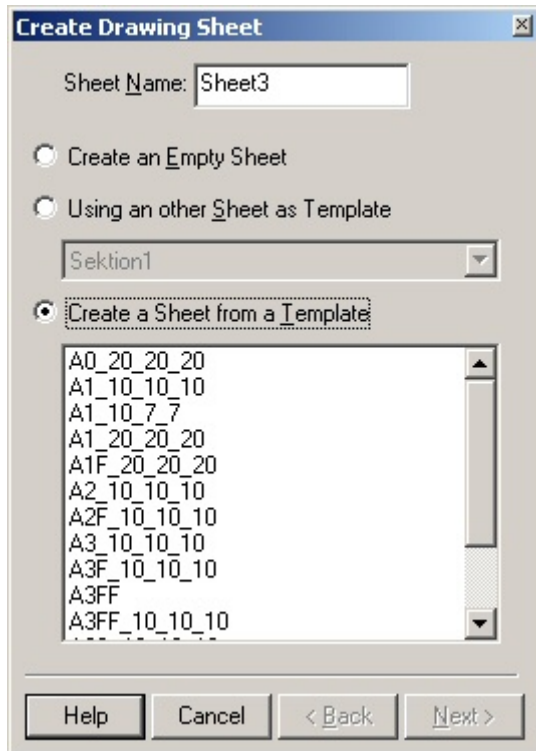 Create Drawing Sheet
Sheet Name: Sheet3
Create an Empty Sheet
Using an other Sheet as Template
Sektion1
Create a Sheet from a Template
A0_20_20_20
A1_10_10_10
A1_10_7_7
A1_20_20_20
A1F_20_20_20
A2_10_10_10
A2F_10_10_10
A3_10_10_10
A3F_10_10_10
A3FF
A3FF_10_10_10
Help Cancel < Back Next >